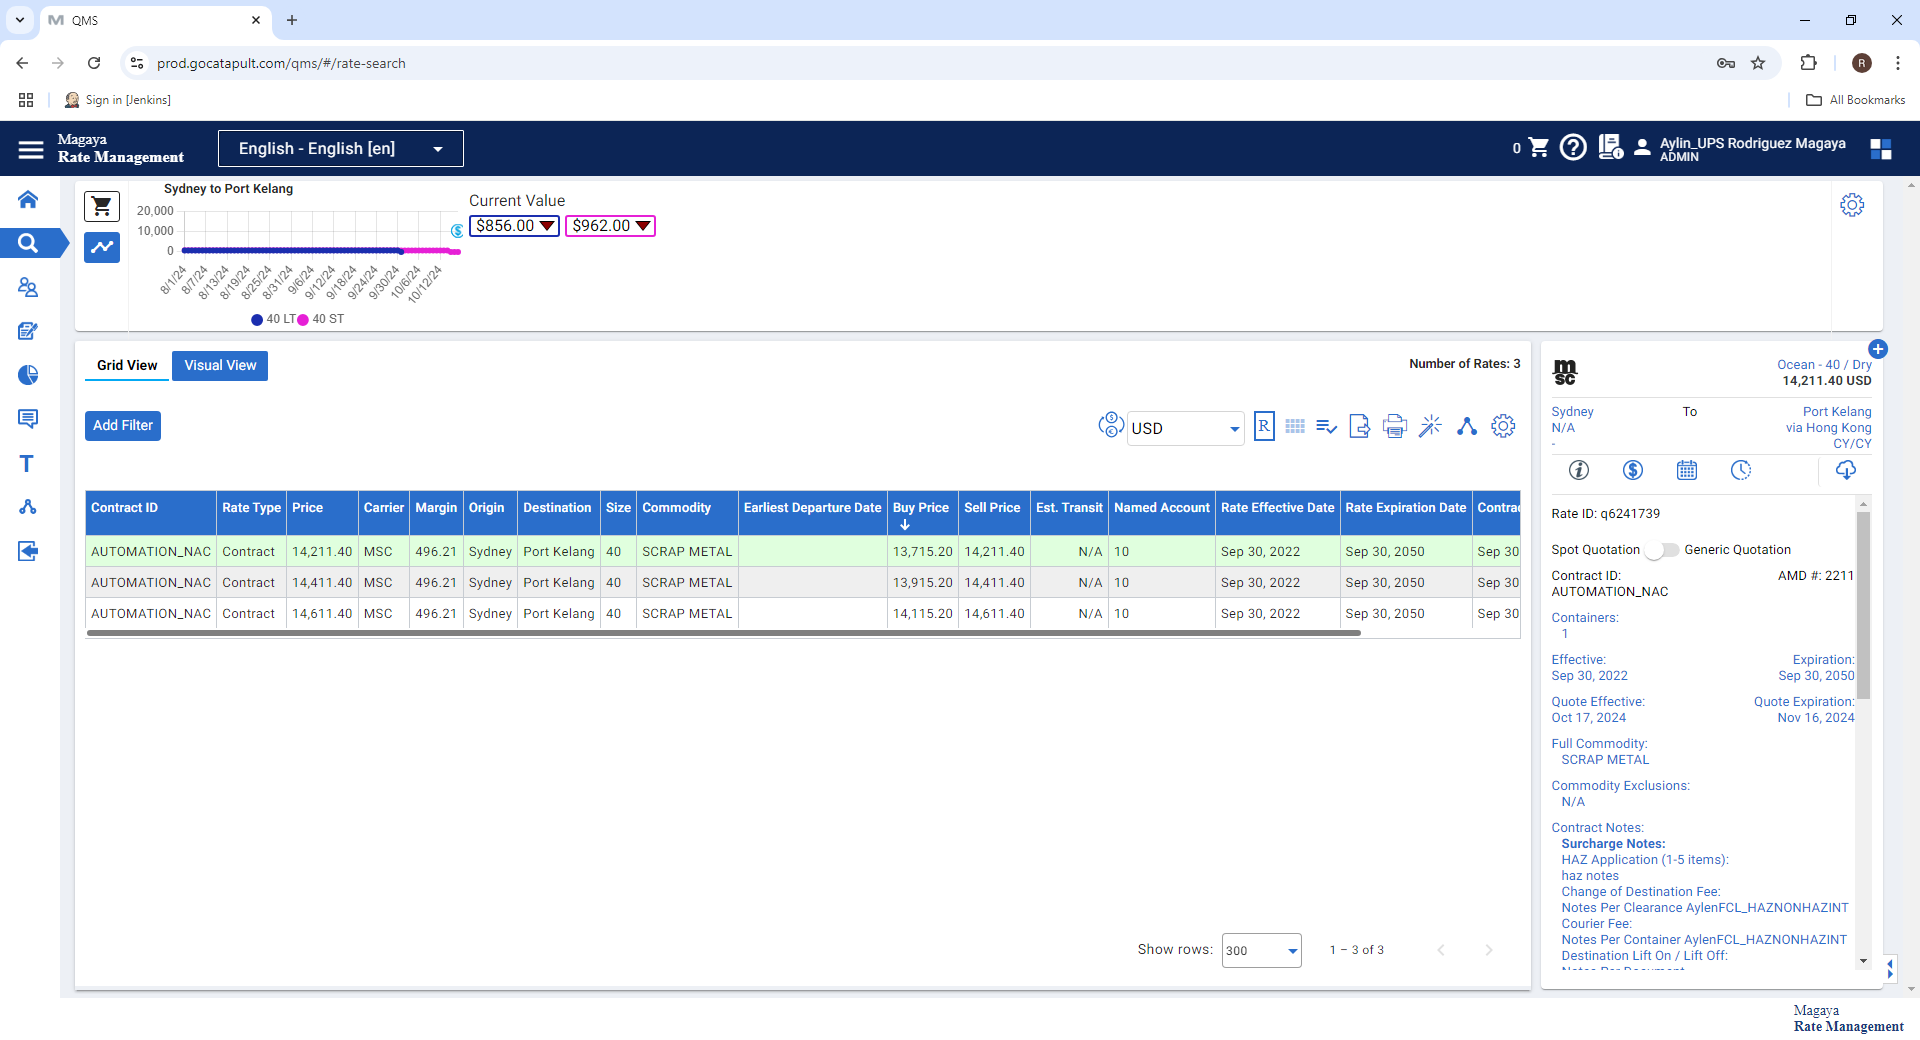 QMS
prod.gocatapult.com/qms/#/rate-search
R
Sign in [Jenkins]
All Bookmarks
Magaya
Rate Management
English - English [en]
0
Aylin_UPS Rodriguez Magaya
ADMIN
Sydney to Port Kelang
20,000
10,000
0
8/1/24 8/7/24 8/13/24 8/19/24 8/25/24 8/31/24 9/6/24 9/12/24 9/18/24 9/24/24 9/30/24 10/6/24 10/12/24
40 LT 40 ST
Current Value
$856.00 $962.00
Grid View Visual View
Number of Rates: 3
Add Filter
USD
R
Contract ID Rate Type Price Carrier Margin Origin Destination Size Commodity Earliest Departure Date Buy Price Sell Price Est. Transit Named Account Rate Effective Date Rate Expiration Date Contrac
AUTOMATION_NAC Contract 14,211.40 MSC 496.21 Sydney Port Kelang 40 SCRAP METAL 13,715.20 14,211.40 N/A 10 Sep 30, 2022 Sep 30, 2050 Sep 30
AUTOMATION_NAC Contract 14,411.40 MSC 496.21 Sydney Port Kelang 40 SCRAP METAL 13,915.20 14,411.40 N/A 10 Sep 30, 2022 Sep 30, 2050 Sep 30
AUTOMATION_NAC Contract 14,611.40 MSC 496.21 Sydney Port Kelang 40 SCRAP METAL 14,115.20 14,611.40 N/A 10 Sep 30, 2022 Sep 30, 2050 Sep 30
Show rows: 300 1 – 3 of 3
msc
Ocean - 40 / Dry
14,211.40 USD
Sydney To Port Kelang
N/A via Hong Kong
- CY/CY
Rate ID: q6241739
Spot Quotation Generic Quotation
Contract ID: AMD #: 2211
AUTOMATION_NAC
Containers:
1
Effective: Expiration:
Sep 30, 2022 Sep 30, 2050
Quote Effective: Quote Expiration:
Oct 17, 2024 Nov 16, 2024
Full Commodity:
SCRAP METAL
Commodity Exclusions:
N/A
Contract Notes:
Surcharge Notes:
HAZ Application (1-5 items):
haz notes
Change of Destination Fee:
Notes Per Clearance AylenFCL_HAZNONHAZINT
Courier Fee:
Notes Per Container AylenFCL_HAZNONHAZINT
Destination Lift On / Lift Off:
Notes Per Document
Magaya
Rate Management